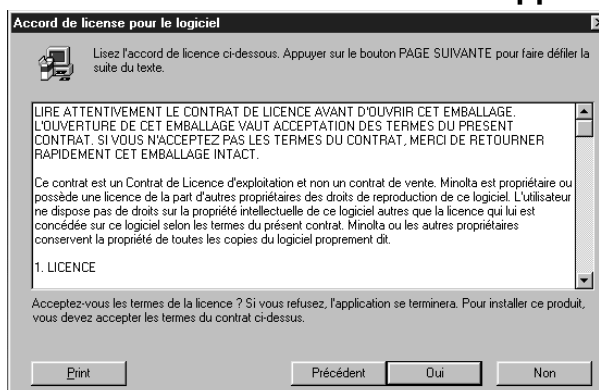 Accord de license pour le logiciel
Lisez l'accord de licence ci-dessous. Appuyer sur le bouton PAGE SUIVANTE pour faire défiler la
suite du texte.
LIRE ATTENTIVEMENT LE CONTRAT DE LICENCE AVANT D'OUVRIR CET EMBALLAGE.
L'OUVERTURE DE CET EMBALLAGE VAUT ACCEPTATION DES TERMES DU PRESENT
CONTRAT. SI VOUS N'ACCEPTEZ PAS LES TERMES DU CONTRAT, MERCI DE RETOURNER
RAPIDEMENT CET EMBALLAGE INTACT.
Ce contrat est un Contrat de Licence d'exploitation et non un contrat de vente. Minolta est propriétaire ou
possède une licence de la part d'autres propriétaires des droits de reproduction de ce logiciel. L'utilisateur
ne dispose pas de droits sur la propriété intellectuelle de ce logiciel autres que la licence qui lui est
concédée sur ce logiciel selon les termes du présent contrat. Minolta ou les autres propriétaires
conservent la propriété de toutes les copies du logiciel proprement dit.
1. LICENCE
Acceptez-vous les termes de la licence ? Si vous refusez, l'application se terminera. Pour installer ce produit,
vous devez accepter les termes du contrat ci-dessus.
Print Précédent Oui Non